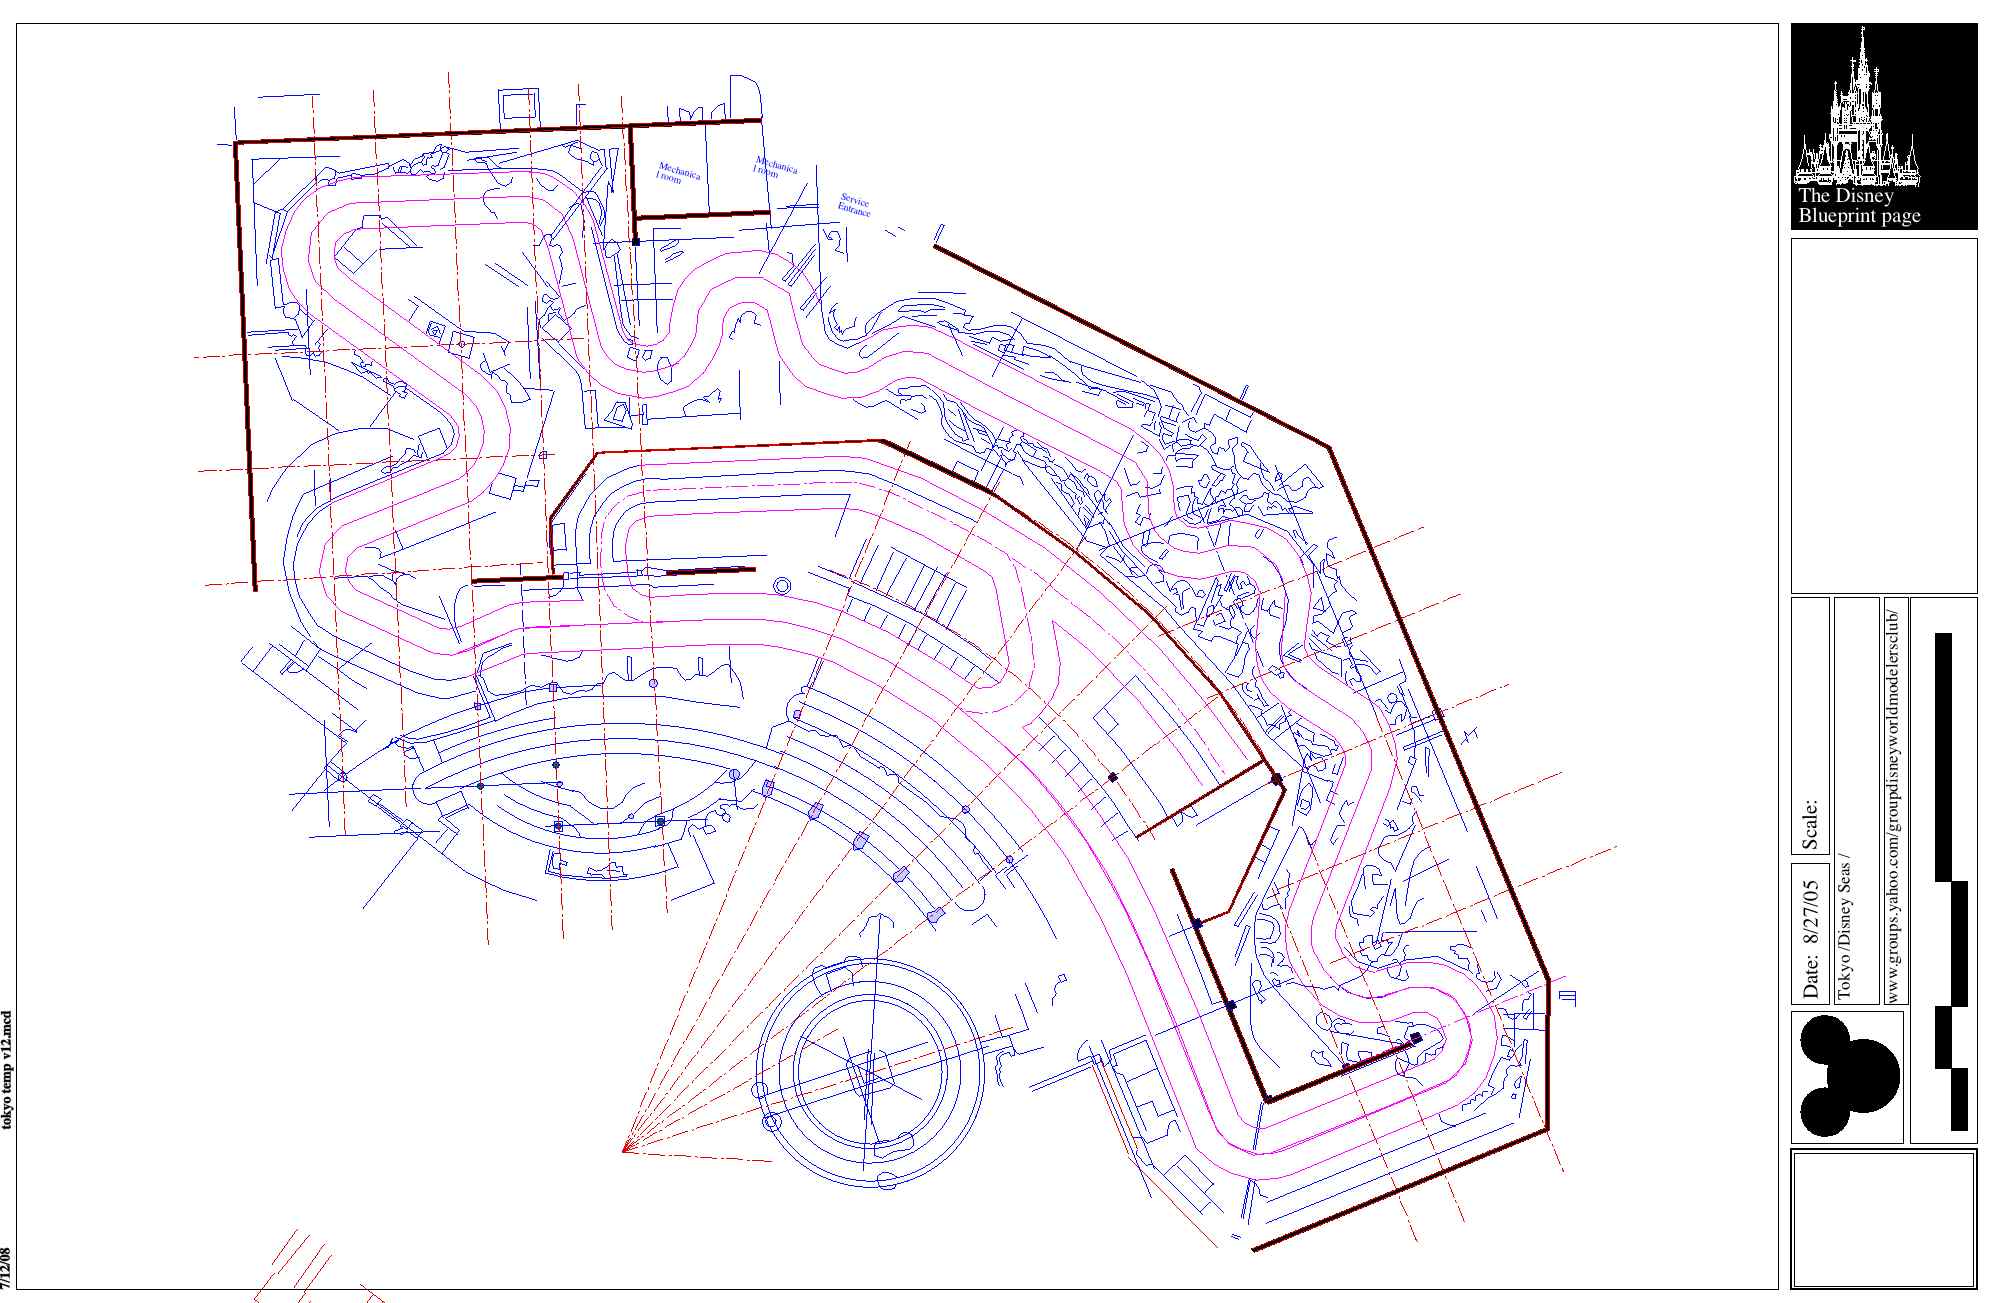 Mechanica
l room
Mechanica
l room
Service
Entrance
The Disney
Blueprint page
Scale:
Date: 8/27/05
Tokyo /Disney Seas /
www.groups.yahoo.com/groupdisneyworldmodelersclub/
tokyo temp v12.mcd
7/12/08